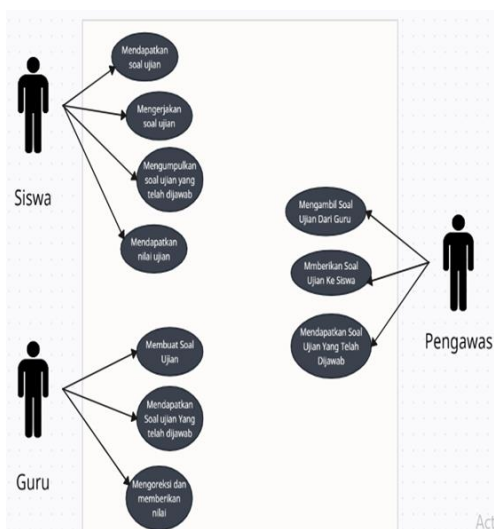 Mendapatkan
soal ujian
Mengerjakan
soal ujian
Mengumpulkan
soal ujian yang
telah dijawab
Mendapatkan
nilai ujian
Siswa
Mengambil Soal
Ujian Dari Guru
Mmberikan Soal
Ujian Ke Siswa
Mendapatkan Soal
Ujian Yang Telah
Dijawab
Pengawas
Membuat Soal
Ujian
Mendapatkan
Soal ujian Yang
telah dijawab
Mengoreksi dan
memberikan
nilai
Guru
Act